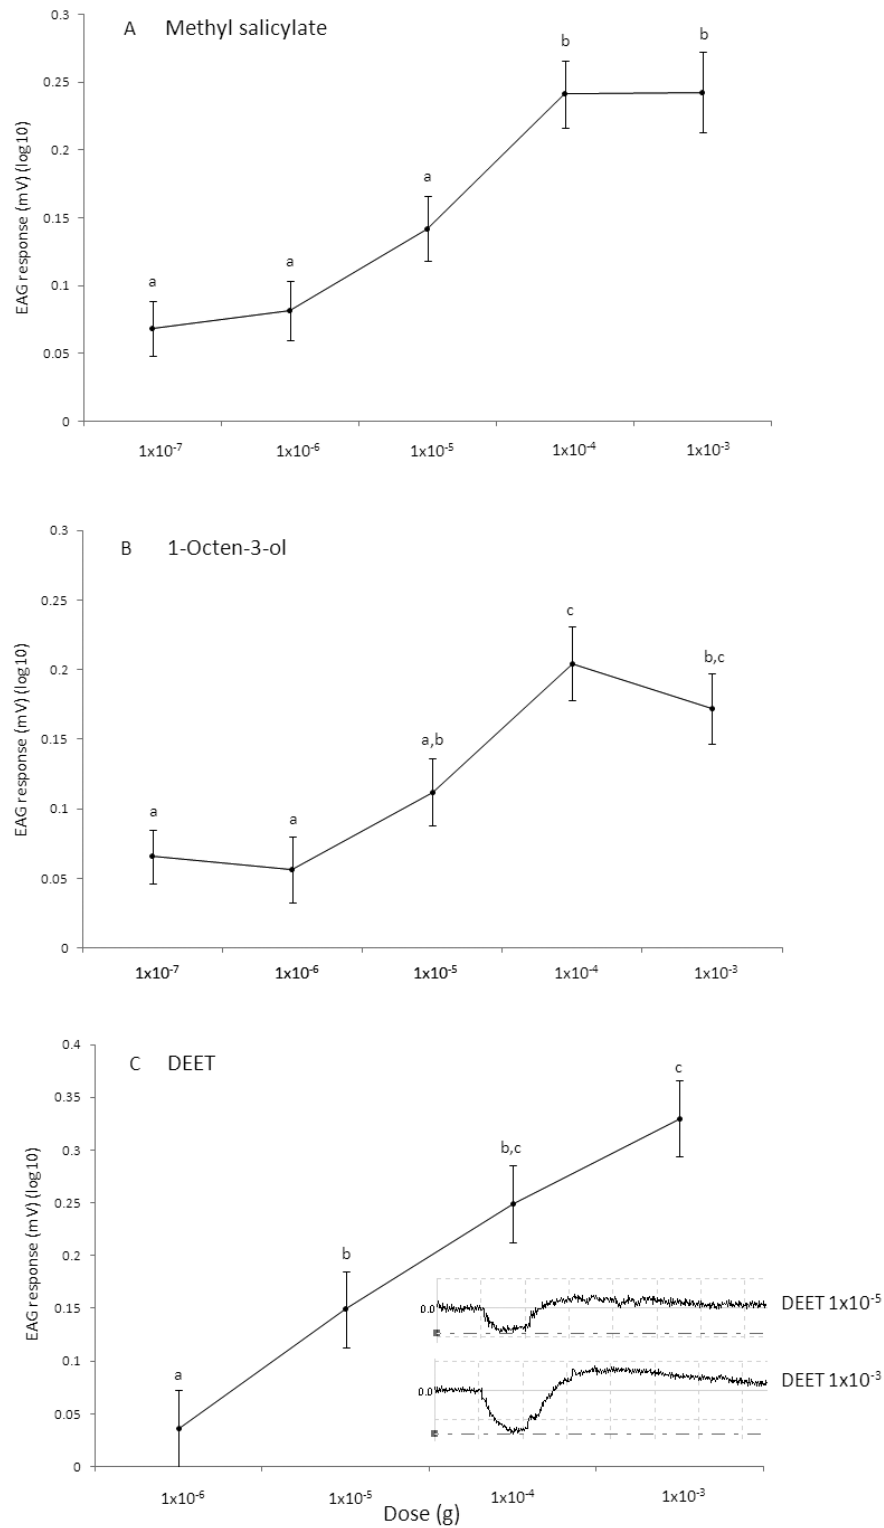 A Methyl salicylate
EAG response (mV) (log10)
0.3
0.25
0.2
0.15
0.1
0.05
0
a
a
a
b
b
1x10⁻⁷
1x10⁻⁶
1x10⁻⁵
1x10⁻⁴
1x10⁻³
B 1-Octen-3-ol
EAG response (mV) (log10)
0.3
0.25
0.2
0.15
0.1
0.05
0
a
a
a,b
c
b,c
1x10⁻⁷
1x10⁻⁶
1x10⁻⁵
1x10⁻⁴
1x10⁻³
C DEET
EAG response (mV) (log10)
0.4
0.35
0.3
0.25
0.2
0.15
0.1
0.05
0
a
b
b,c
c
0.0
DEET 1x10⁻⁵
0.0
DEET 1x10⁻³
1x10⁻⁶
1x10⁻⁵
1x10⁻⁴
1x10⁻³
Dose (g)